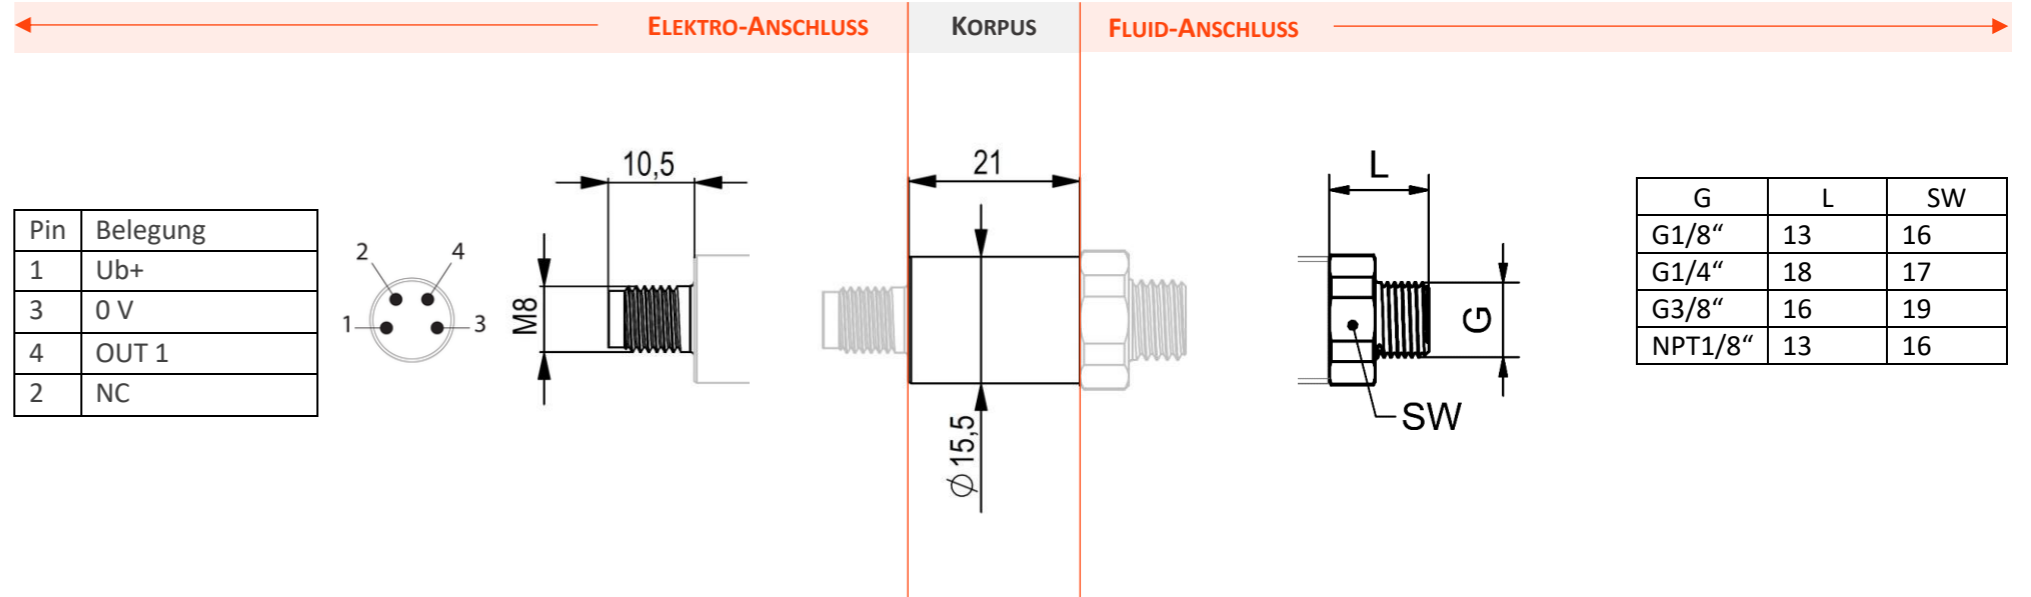 ELEKTRO-ANSCHLUSS KORPUS FLUID-ANSCHLUSS
Pin Belegung
1 Ub+
3 0 V
4 OUT 1
2 NC
2 4
1 3
10,5
M8
21
Ø15,5
L
G
SW
G L SW
G1/8“ 13 16
G1/4“ 18 17
G3/8“ 16 19
NPT1/8“ 13 16